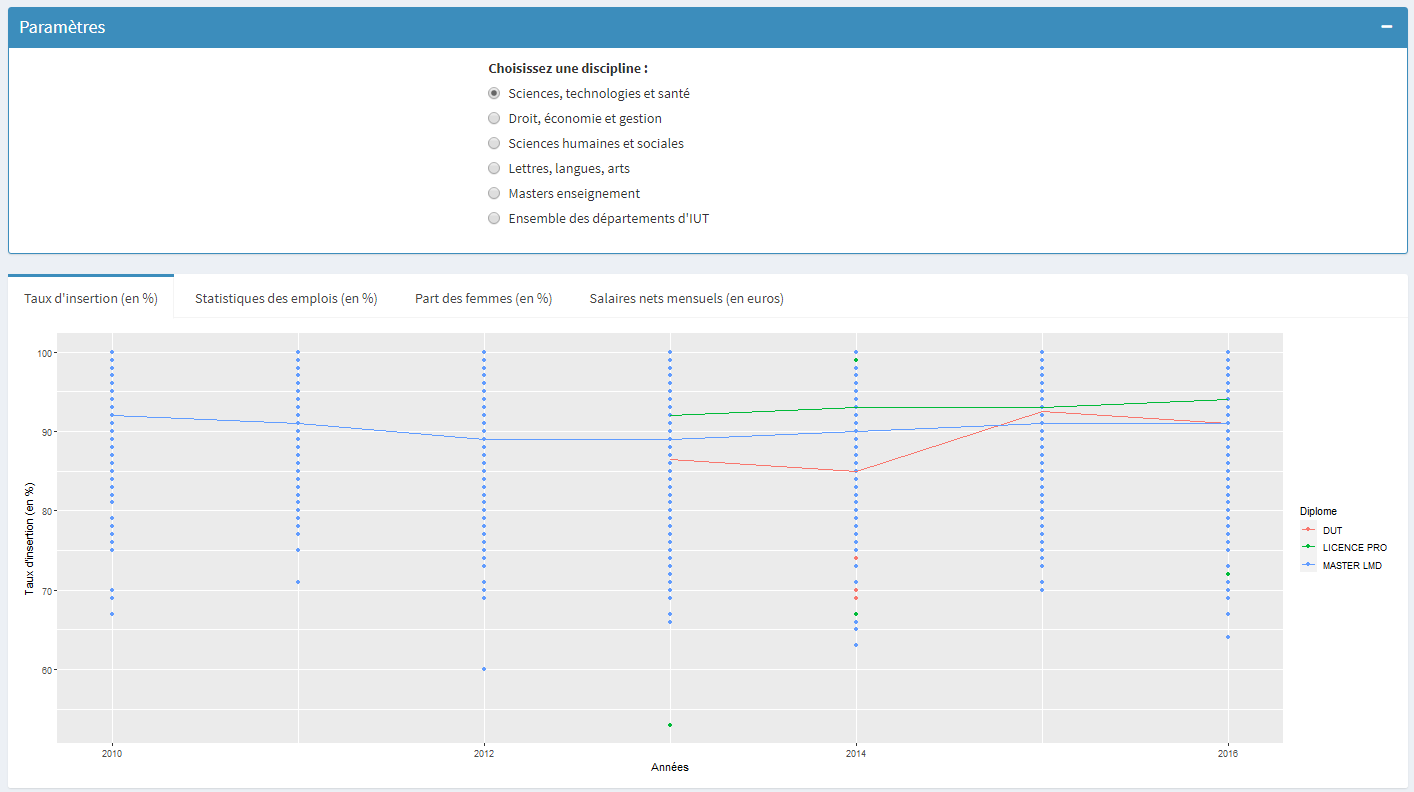 Paramètres
Choisissez une discipline :
Sciences, technologies et santé
Droit, économie et gestion
Sciences humaines et sociales
Lettres, langues, arts
Masters enseignement
Ensemble des départements d'IUT
Taux d'insertion (en %) Statistiques des emplois (en %) Part des femmes (en %) Salaires nets mensuels (en euros)
100
90
80
70
60
Taux d'insertion (en %)
2010 2012 2014 2016
Années
Diplome
DUT
LICENCE PRO
MASTER LMD